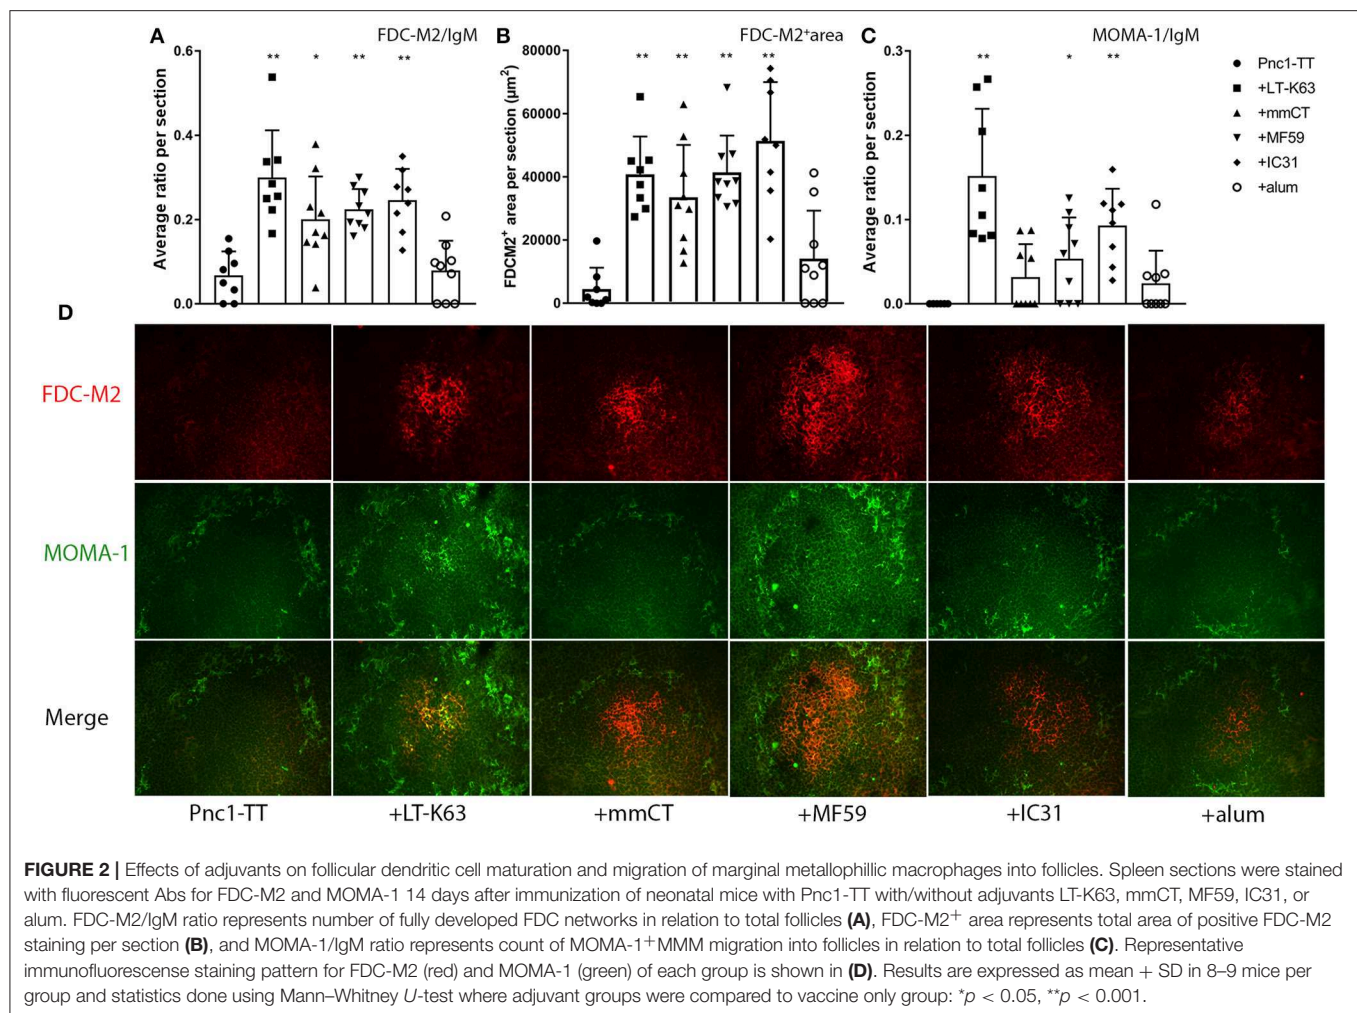 A
FDC-M2/IgM
Average ratio per section
0.6
0.4
0.2
0.0
** * ** **
B
FDC-M2⁺area
FDCM2⁺ area per section (µm²)
80000
60000
40000
20000
0
** ** ** **
C
MOMA-1/IgM
Average ratio per section
0.3
0.2
0.1
0.0
** * **
Pnc1-TT
+LT-K63
+mmCT
+MF59
+IC31
+alum
D
FDC-M2
MOMA-1
Merge
Pnc1-TT +LT-K63 +mmCT +MF59 +IC31 +alum
FIGURE 2 | Effects of adjuvants on follicular dendritic cell maturation and migration of marginal metallophillic macrophages into follicles. Spleen sections were stained
with fluorescent Abs for FDC-M2 and MOMA-1 14 days after immunization of neonatal mice with Pnc1-TT with/without adjuvants LT-K63, mmCT, MF59, IC31, or
alum. FDC-M2/IgM ratio represents number of fully developed FDC networks in relation to total follicles (A), FDC-M2⁺ area represents total area of positive FDC-M2
staining per section (B), and MOMA-1/IgM ratio represents count of MOMA-1⁺MMM migration into follicles in relation to total follicles (C). Representative
immunofluorescense staining pattern for FDC-M2 (red) and MOMA-1 (green) of each group is shown in (D). Results are expressed as mean + SD in 8–9 mice per
group and statistics done using Mann–Whitney U-test where adjuvant groups were compared to vaccine only group: *p < 0.05, **p < 0.001.